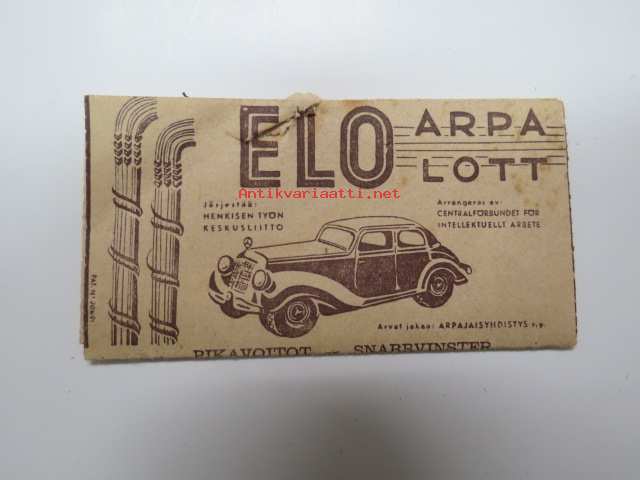 ELO
ARPA
LOTT
Antikvariaatti.net
Järjestää:
HENKISEN TYÖN
KESKUSLIITTO
Arrangeras av:
CENTRALFÖRBUNDET FÖR
INTELLEKTUELLT ARBETE
Arvat jakaa: ARPAJAISYHDISTYS r.y.
PIKAVOITOT - SNABBVINSTER